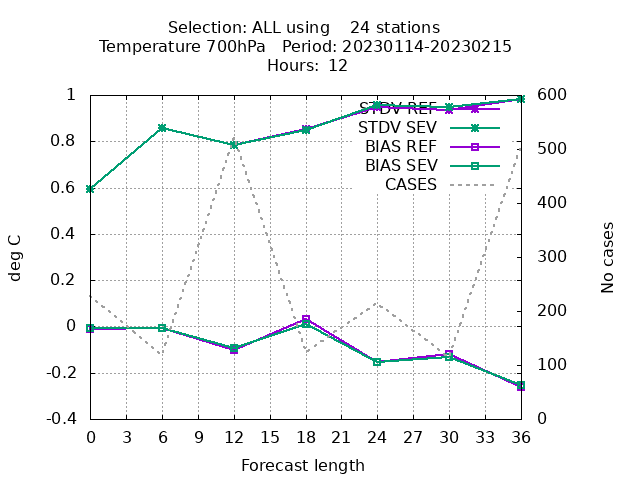 Selection: ALL using    24 stations
Temperature 700hPa   Period: 20230114-20230215
Hours:  12
1
0.8
0.6
0.4
0.2
0
-0.2
-0.4
deg C
600
500
400
300
200
100
0
No cases
STDV REF
STDV SEV
BIAS REF
BIAS SEV
CASES
0 3 6 9 12 15 18 21 24 27 30 33 36
Forecast length